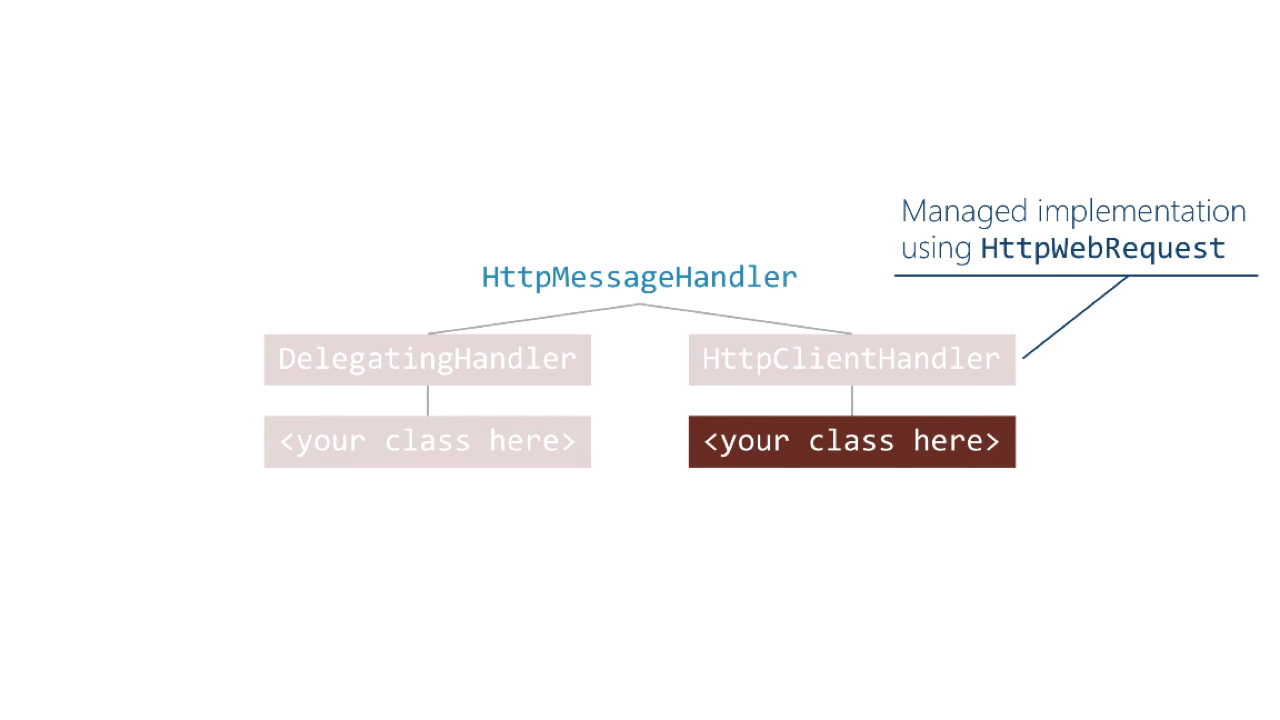 Managed implementation
using HttpWebRequest
HttpMessageHandler
DelegatingHandler
HttpClientHandler
<your class here>
<your class here>